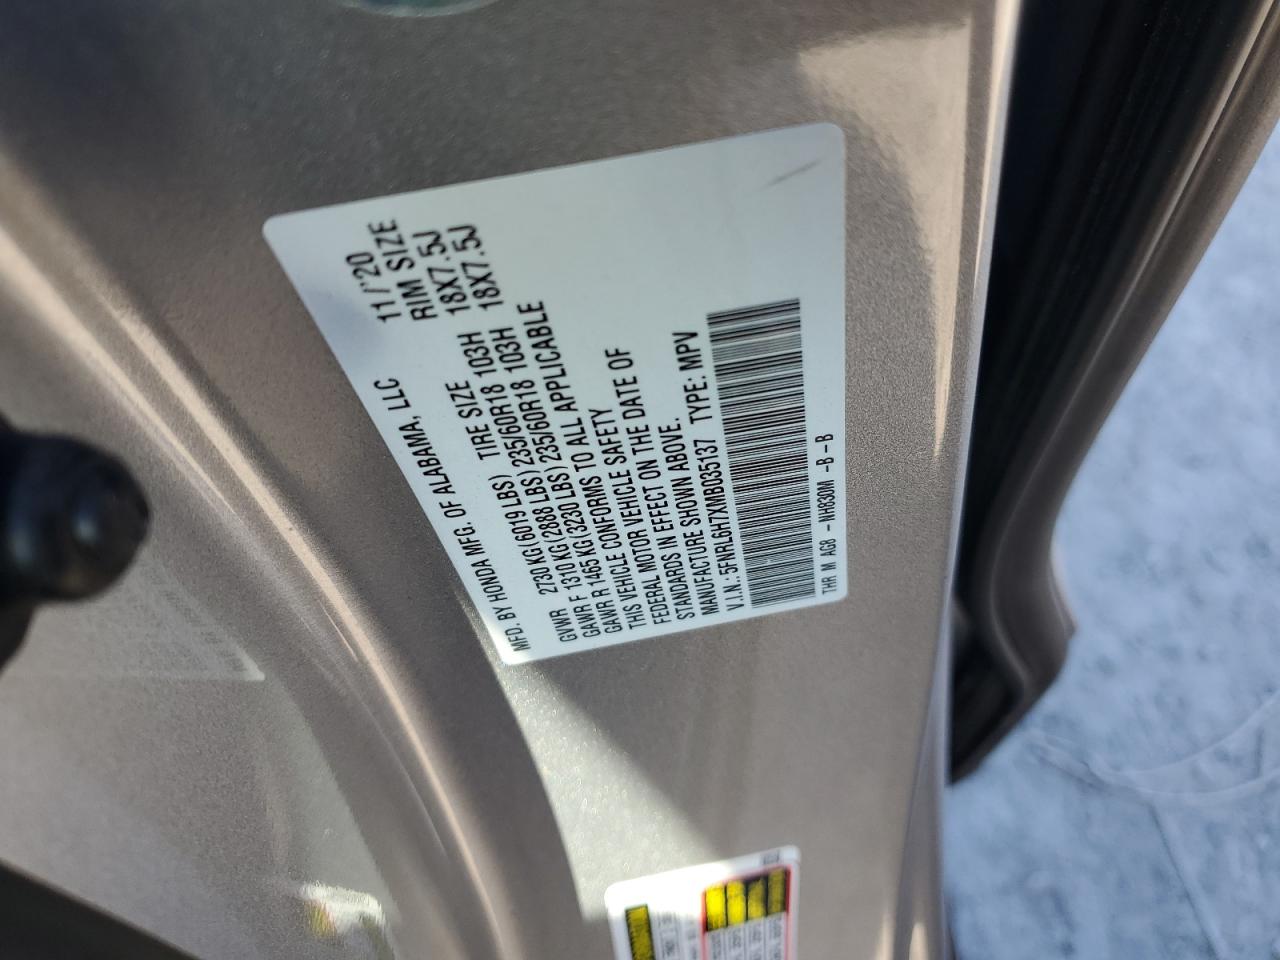 MFD. BY HONDA MFG. OF ALABAMA, LLC 11/'20
GVWR 2730 KG (6019 LBS) TIRE SIZE RIM SIZE
GAWR F 1310 KG (2888 LBS) 235/60R18 103H 18X7.5J
GAWR R 1465 KG (3230 LBS) 235/60R18 103H 18X7.5J
THIS VEHICLE CONFORMS TO ALL APPLICABLE
FEDERAL MOTOR VEHICLE SAFETY
STANDARDS IN EFFECT ON THE DATE OF
MANUFACTURE SHOWN ABOVE.
V.I.N.: 5FNRL6H7XMB035137 TYPE: MPV
THR M AG8 -NH830M -B -B